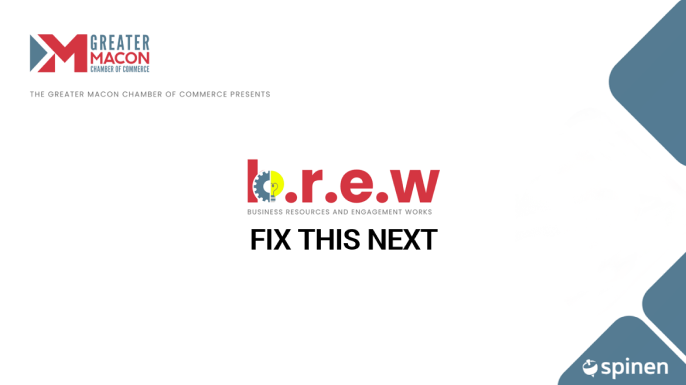 GREATER
MACON
CHAMBER OF COMMERCE
THE GREATER MACON CHAMBER OF COMMERCE PRESENTS
b.r.e.w
BUSINESS RESOURCES AND ENGAGEMENT WORKS
FIX THIS NEXT
spinen